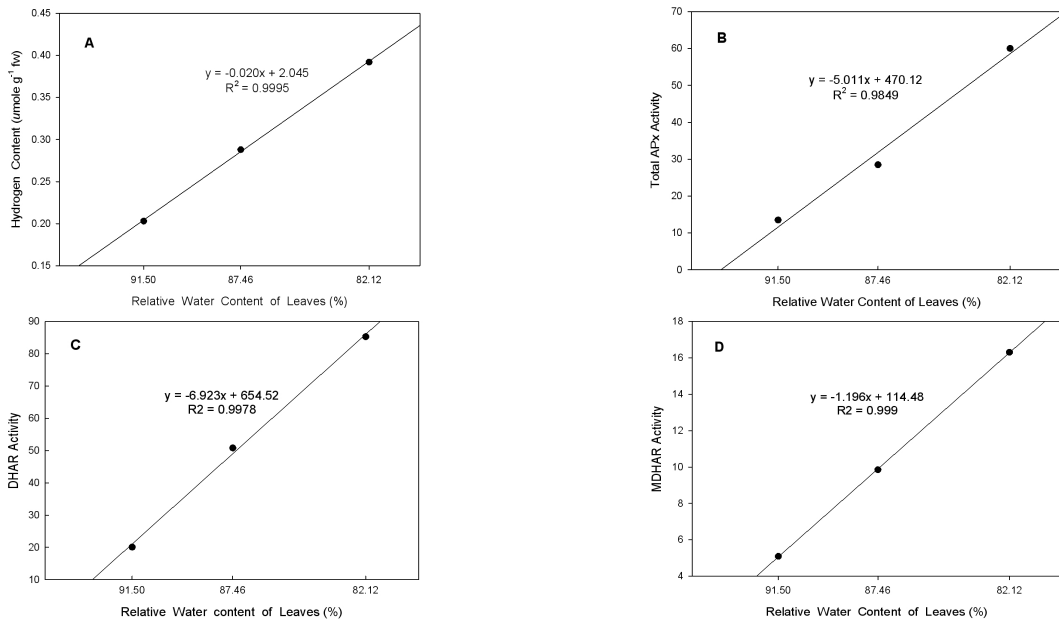 A
y = -0.020x + 2.045
R² = 0.9995
Hydrogen Content (umole g⁻¹ fw)
0.45
0.40
0.35
0.30
0.25
0.20
0.15
91.50 87.46 82.12
Relative Water Content of Leaves (%)
B
y = -5.011x + 470.12
R² = 0.9849
Total APx Activity
70
60
50
40
30
20
10
0
91.50 87.46 82.12
Relative Water Content of Leaves (%)
C
y = -6.923x + 654.52
R2 = 0.9978
DHAR Activity
90
80
70
60
50
40
30
20
10
91.50 87.46 82.12
Relative Water content of Leaves (%)
D
y = -1.196x + 114.48
R2 = 0.999
MDHAR Activity
18
16
14
12
10
8
6
4
91.50 87.46 82.12
Relative Water Content of Leaves (%)